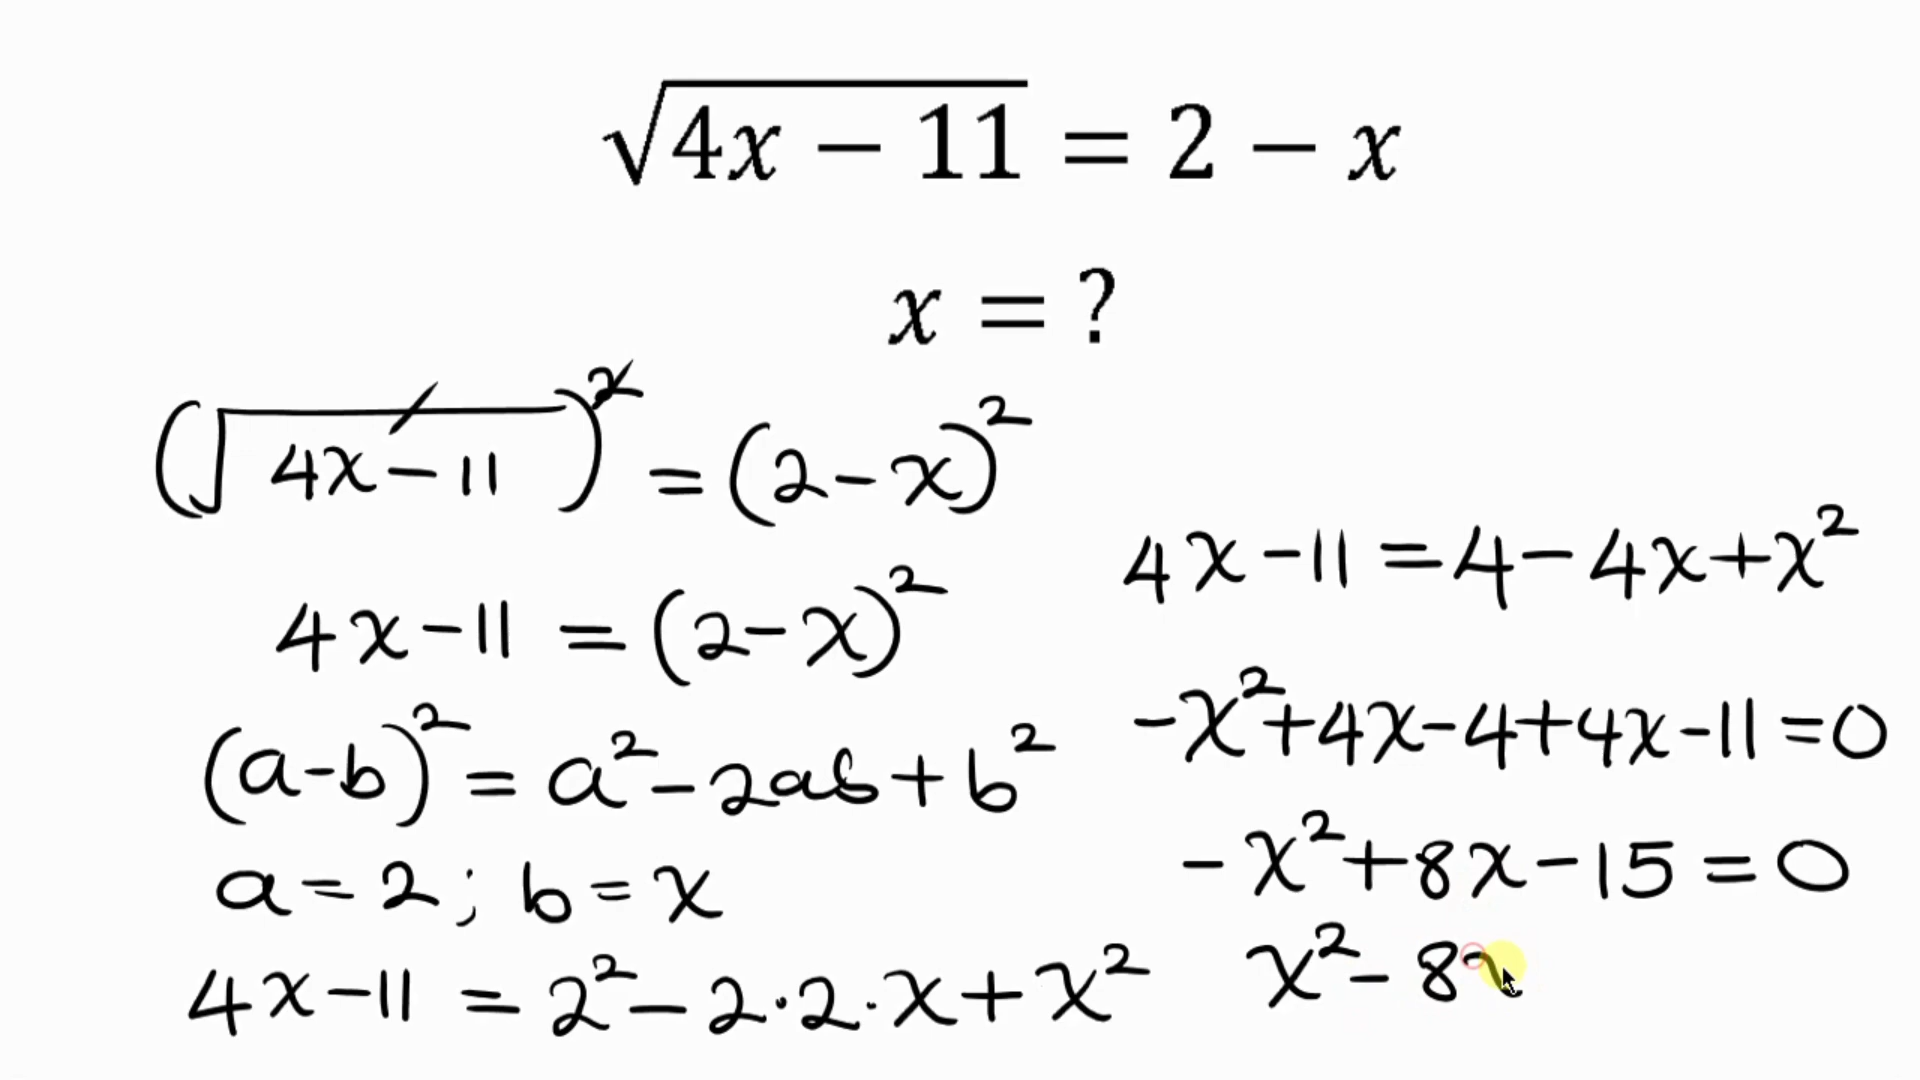 √(4x − 11) = 2 − x
x = ?
(√(4x − 11))² = (2 − x)²
4x − 11 = (2 − x)²
(a − b)² = a² − 2ab + b²
a = 2 ; b = x
4x − 11 = 2² − 2·2·x + x²
4x − 11 = 4 − 4x + x²
−x² + 4x − 4 + 4x − 11 = 0
−x² + 8x − 15 = 0
x² − 8x